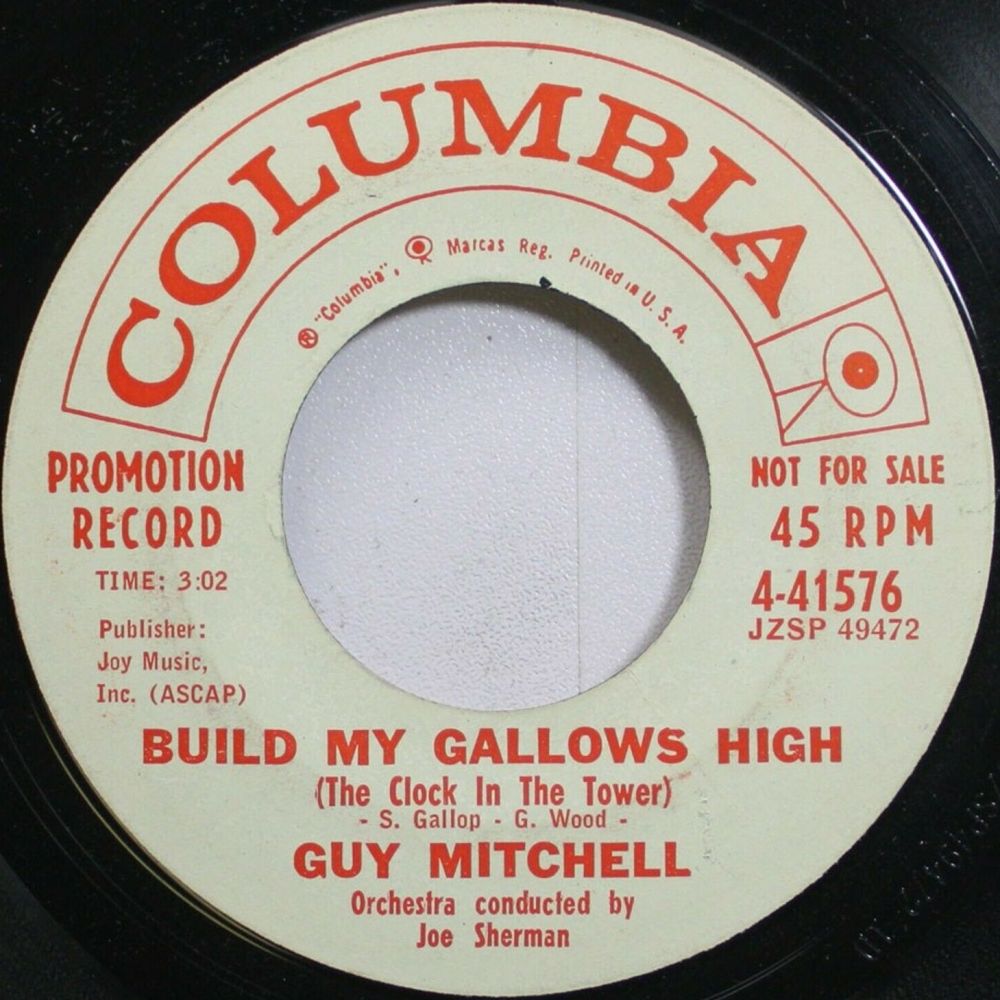 COLUMBIA
® "Columbia", Marcas Reg. Printed in U. S. A.
PROMOTION
RECORD
TIME: 3:02
Publisher:
Joy Music,
Inc. (ASCAP)
NOT FOR SALE
45 RPM
4-41576
JZSP 49472
BUILD MY GALLOWS HIGH
(The Clock In The Tower)
- S. Gallop - G. Wood -
GUY MITCHELL
Orchestra conducted by
Joe Sherman